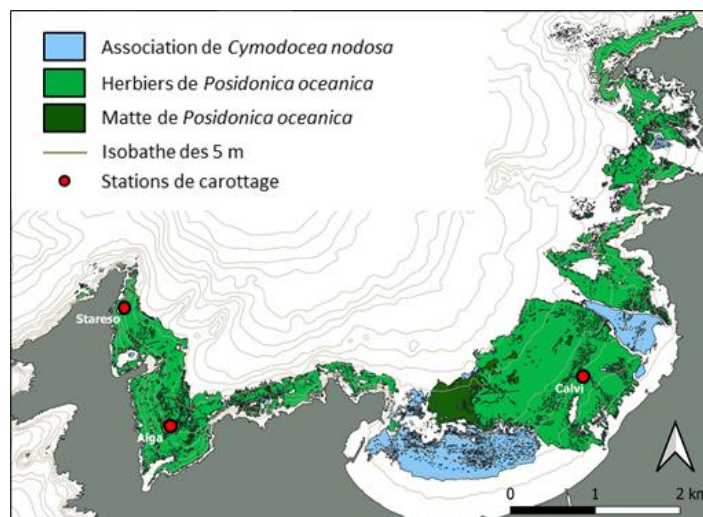 Association de Cymodocea nodosa
Herbiers de Posidonica oceanica
Matte de Posidonica oceanica
Isobathe des 5 m
Stations de carottage
Stareso
Calvi
Alga
0 1 2 km